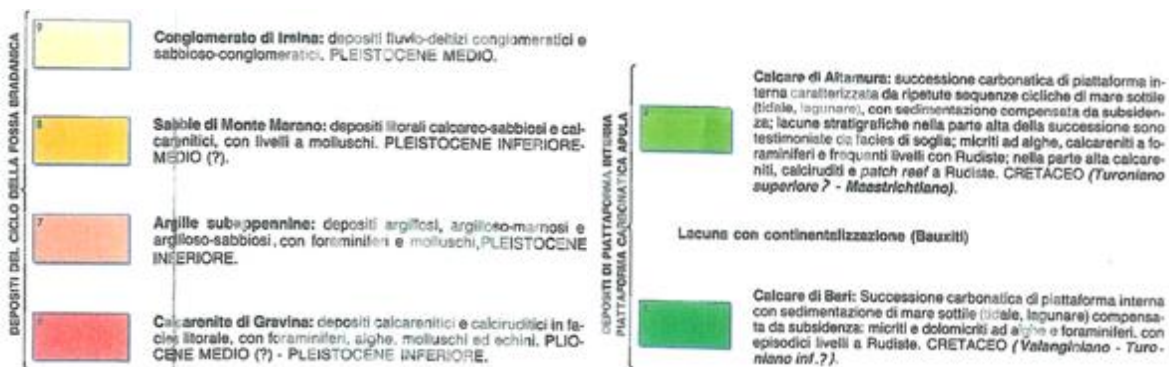 DEPOSITI DEL CICLO DELLA FOSSA BRADANICA
9
Conglomerato di Irsina: depositi fluvio-deltizi conglomeratici e
sabbioso-conglomeratici. PLEISTOCENE MEDIO.
8
Sabbie di Monte Marano: depositi litorali calcareo-sabbiosi e cal-
carenitici, con livelli a molluschi. PLEISTOCENE INFERIORE-
MEDIO (?).
7
Argille subappennine: depositi argillosi, argilloso-marnosi e
argilloso-sabbiosi, con foraminiferi e molluschi. PLEISTOCENE
INFERIORE.
Calcarenite di Gravina: depositi calcarenitici e calciruditici in fa-
cies litorale, con foraminiferi, alghe, molluschi ed echini. PLIO-
CENE MEDIO (?) - PLEISTOCENE INFERIORE.
DEPOSITI DI PIATTAFORMA INTERNA
PIATTAFORMA CARBONATICA APULA
Calcare di Altamura: successione carbonatica di piattaforma in-
terna caratterizzata da ripetute sequenze cicliche di mare sottile
(tidale, lagunare), con sedimentazione compensata da subsiden-
za; lacune stratigrafiche nella parte alta della successione sono
testimoniate da facies di soglia; micriti ad alghe, calcareniti a fo-
raminiferi e frequenti livelli con Rudiste; nella parte alta calcare-
niti, calciruditi e patch reef a Rudiste. CRETACEO (Turoniano
superiore? - Maastrichtiano).
Lacuna con continentalizzazione (Bauxiti)
Calcare di Bari: Successione carbonatica di piattaforma interna
con sedimentazione di mare sottile (tidale, lagunare) compensa-
ta da subsidenza: micriti e dolomicriti ad alghe e foraminiferi, con
episodici livelli a Rudiste. CRETACEO (Valanginiano - Turo-
niano inf.?).